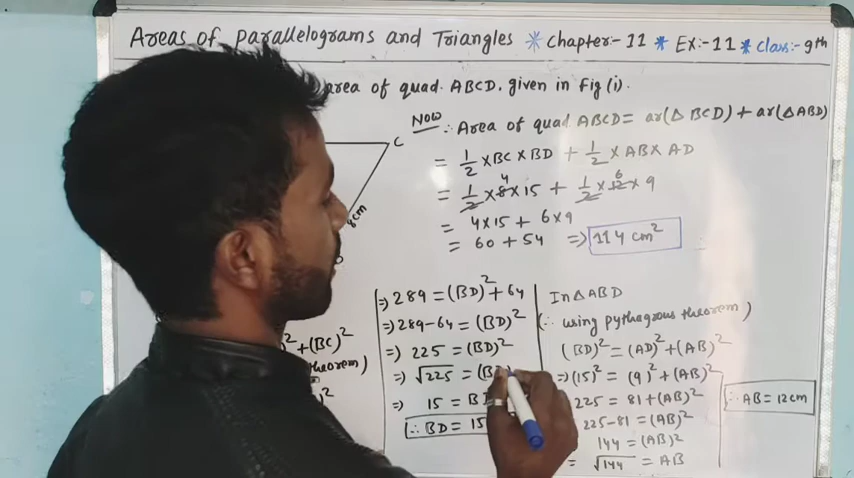 Areas of parallelograms and Triangles * Chapter:- 11 * Ex:- 11 * Class:- 9th
area of quad. ABCD. given in Fig (i).
C
8cm
Now ∴ Area of quad ABCD = ar(△ BCD) + ar(△ABD)
= 1/2 × BC × BD + 1/2 × AB × AD
= 1/2 × 8 4 × 15 + 1/2 × 12 6 × 9
= 4×15 + 6×9
= 60 + 54 ⇒ 114 cm²
² + (BC)²
theorem)
⇒ 289 = (BD)² + 64
⇒ 289-64 = (BD)²
⇒ 225 = (BD)²
⇒ √225 = (B
⇒ 15 = B
∴ BD = 15
In △ ABD
(∴ using pythagrous theorem)
(BD)² = (AD)² + (AB)²
⇒ (15)² = (9)² + (AB)²
225 = 81 + (AB)²
225 - 81 = (AB)²
144 = (AB)²
= √144 = AB
∴ AB = 12cm